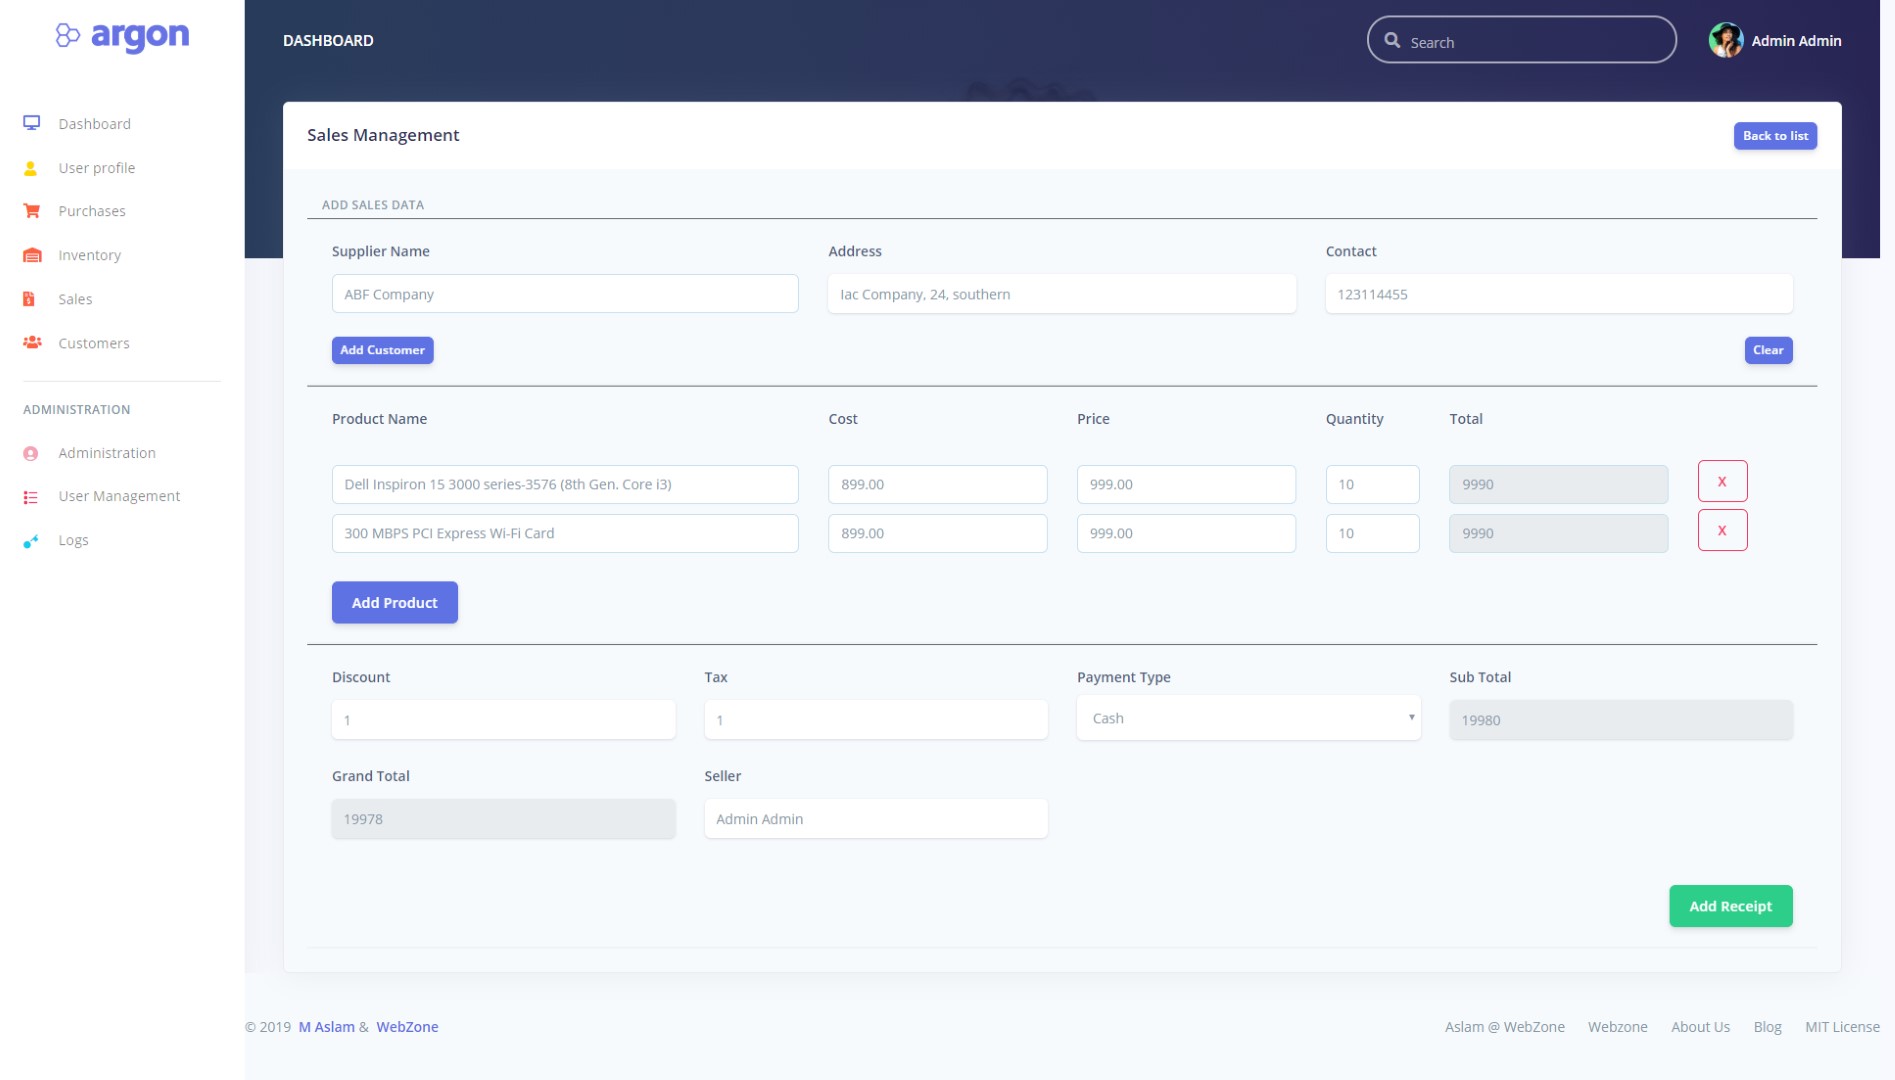 argon
DASHBOARD
Search
Admin Admin
Dashboard
User profile
Purchases
Inventory
Sales
Customers
ADMINISTRATION
Administration
User Management
Logs
Sales Management
Back to list
ADD SALES DATA
Supplier Name Address Contact
ABF Company Iac Company, 24, southern 123114455
Add Customer Clear
Product Name Cost Price Quantity Total
Dell Inspiron 15 3000 series-3576 (8th Gen. Core i3) 899.00 999.00 10 9990 X
300 MBPS PCI Express Wi-Fi Card 899.00 999.00 10 9990 X
Add Product
Discount Tax Payment Type Sub Total
1 1 Cash 19980
Grand Total Seller
19978 Admin Admin
Add Receipt
© 2019 M Aslam & WebZone
Aslam @ WebZone Webzone About Us Blog MIT License